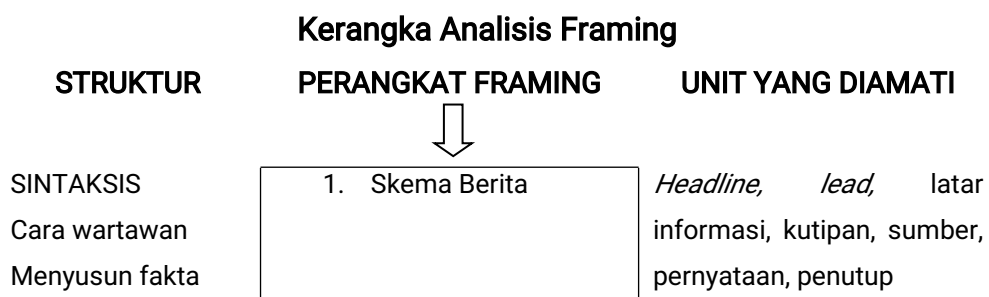 Kerangka Analisis Framing
STRUKTUR PERANGKAT FRAMING UNIT YANG DIAMATI
SINTAKSIS 1. Skema Berita Headline, lead, latar
Cara wartawan informasi, kutipan, sumber,
Menyusun fakta pernyataan, penutup